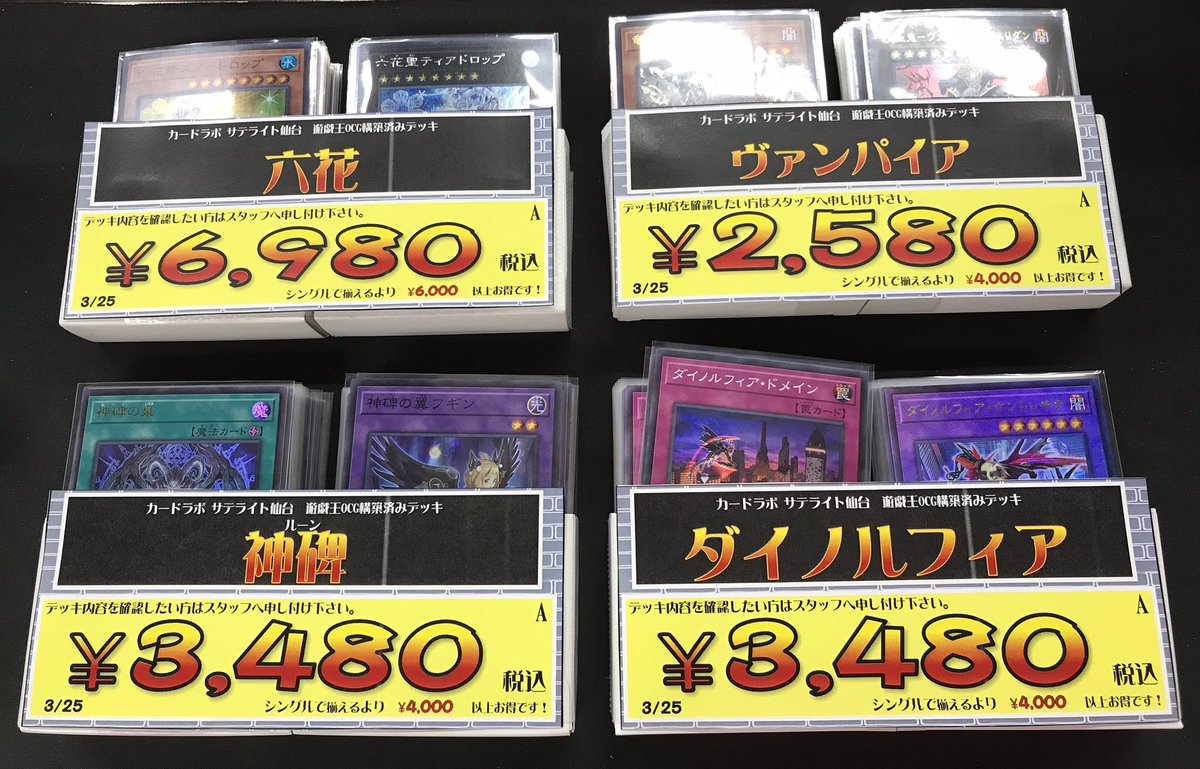 ドロップ
水
六花聖ティアドロップ
カードラボ サテライト仙台 遊戯王OCG構築済みデッキ
六花
デッキ内容を確認したい方はスタッフへ申し付け下さい。
A
¥6,980 税込
3/25
シングルで揃えるより ¥6,000 以上お得です!
闇
カードラボ サテライト仙台 遊戯王OCG構築済みデッキ
ヴァンパイア
デッキ内容を確認したい方はスタッフへ申し付け下さい。
A
¥2,580 税込
3/25
シングルで揃えるより ¥4,000 以上お得です!
神碑の泉
魔
【魔法カード】
神碑の翼フギン
光
カードラボ サテライト仙台 遊戯王OCG構築済みデッキ
ルーン
神碑
デッキ内容を確認したい方はスタッフへ申し付け下さい。
A
¥3,480 税込
3/25
シングルで揃えるより ¥4,000 以上お得です!
ダイノルフィア・ドメイン
罠
【罠カード】
ダイノルフィア・
闇
カードラボ サテライト仙台 遊戯王OCG構築済みデッキ
ダイノルフィア
デッキ内容を確認したい方はスタッフへ申し付け下さい。
A
¥3,480 税込
3/25
シングルで揃えるより ¥4,000 以上お得です!